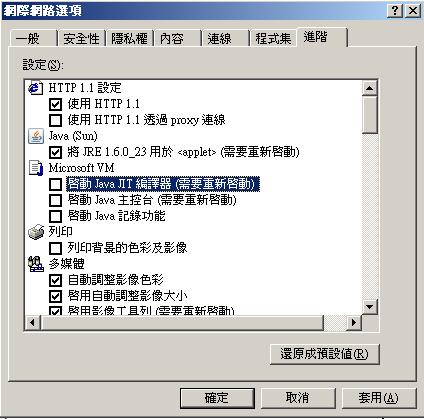 網際網路選項
一般 安全性 隱私權 內容 連線 程式集 進階
設定(S):
HTTP 1.1 設定
使用 HTTP 1.1
使用 HTTP 1.1 透過 proxy 連線
Java (Sun)
將 JRE 1.6.0_23 用於 <applet> (需要重新啟動)
Microsoft VM
啟動 Java JIT 編譯器 (需要重新啟動)
啟動 Java 主控台 (需要重新啟動)
啟動 Java 記錄功能
列印
列印背景的色彩及影像
多媒體
自動調整影像色彩
啟用自動調整影像大小
啟用影像工具列 (需要重新啟動)
還原成預設值(R)
確定 取消 套用(A)